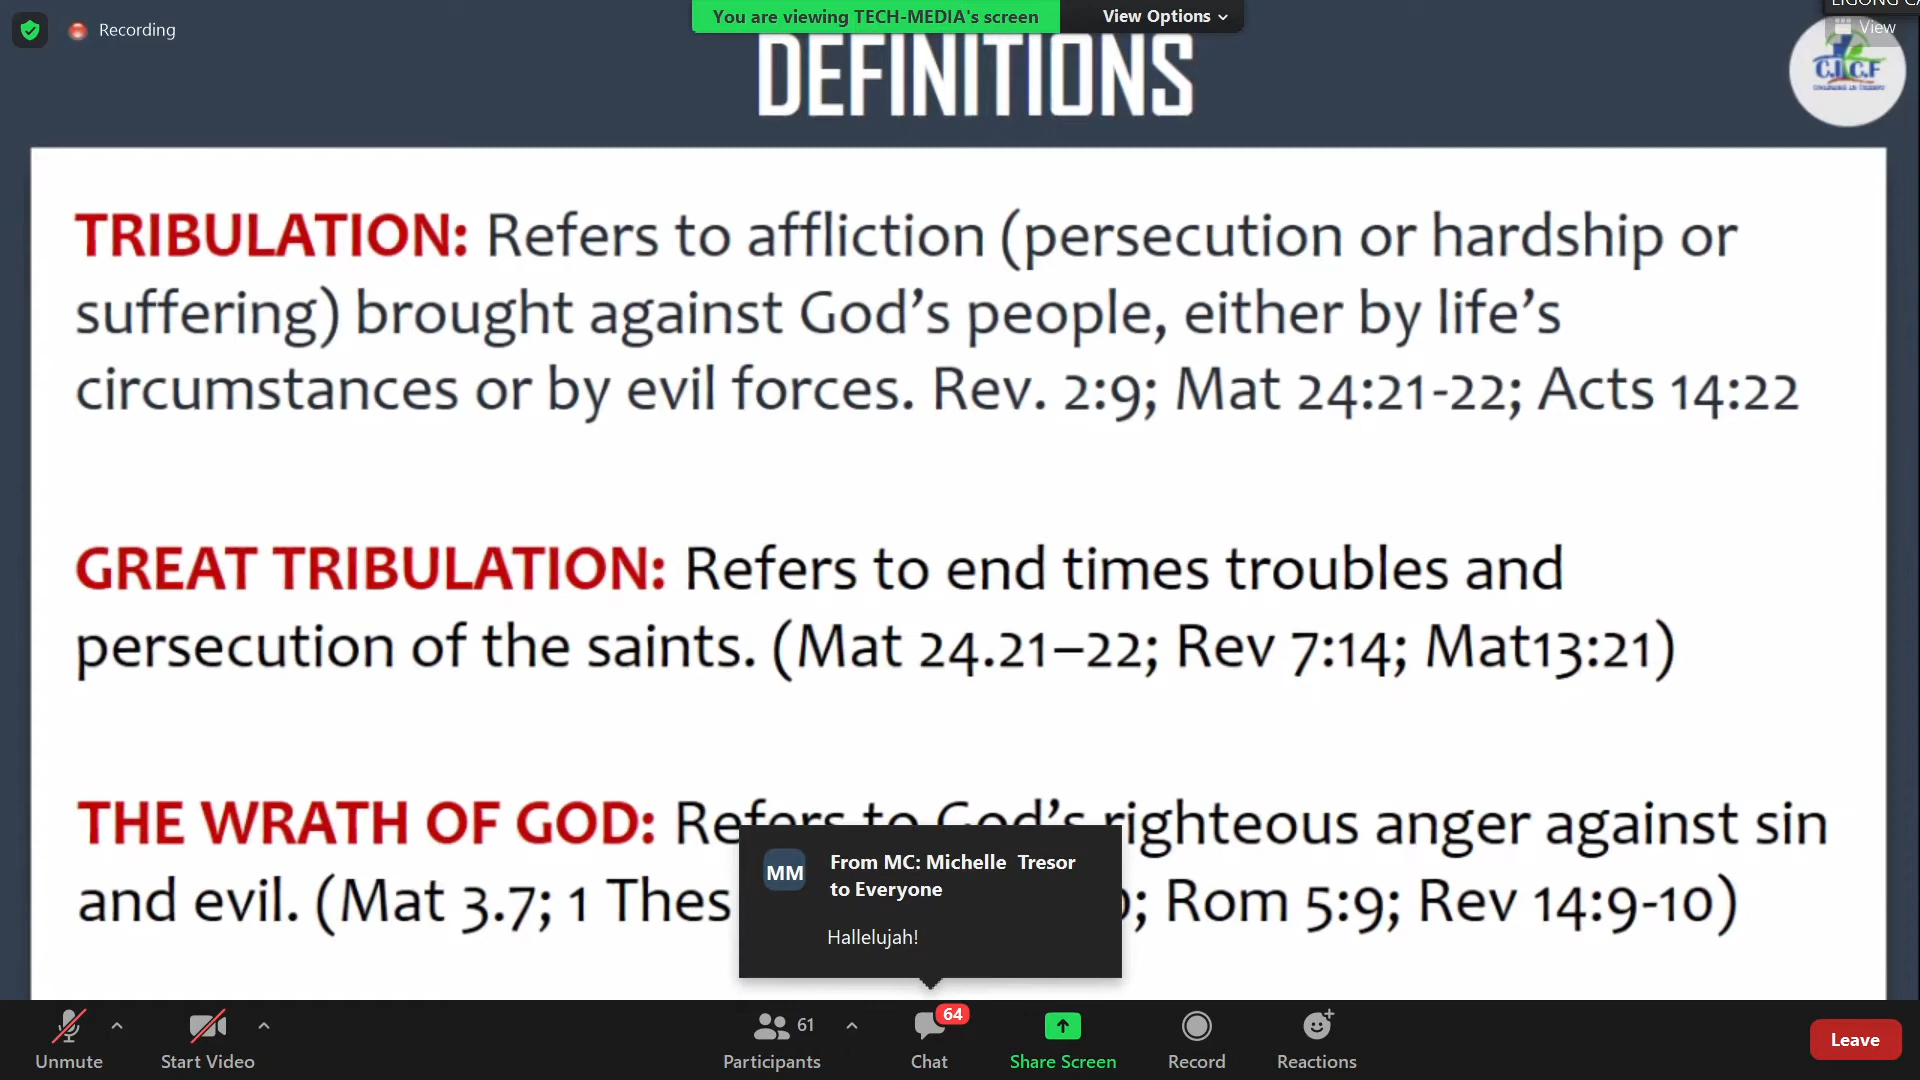 You are viewing TECH-MEDIA's screen
View Options
Recording
View
DEFINITIONS
C.I.C.F
TRIBULATION: Refers to affliction (persecution or hardship or
suffering) brought against God’s people, either by life’s
circumstances or by evil forces. Rev. 2:9; Mat 24:21-22; Acts 14:22
GREAT TRIBULATION: Refers to end times troubles and
persecution of the saints. (Mat 24.21–22; Rev 7:14; Mat13:21)
THE WRATH OF GOD: Refers to God’s righteous anger against sin
and evil. (Mat 3.7; 1 Thes ; Rom 5:9; Rev 14:9-10)
MM
From MC: Michelle Tresor
to Everyone
Hallelujah!
61
64
Unmute
Start Video
Participants
Chat
Share Screen
Record
Reactions
Leave